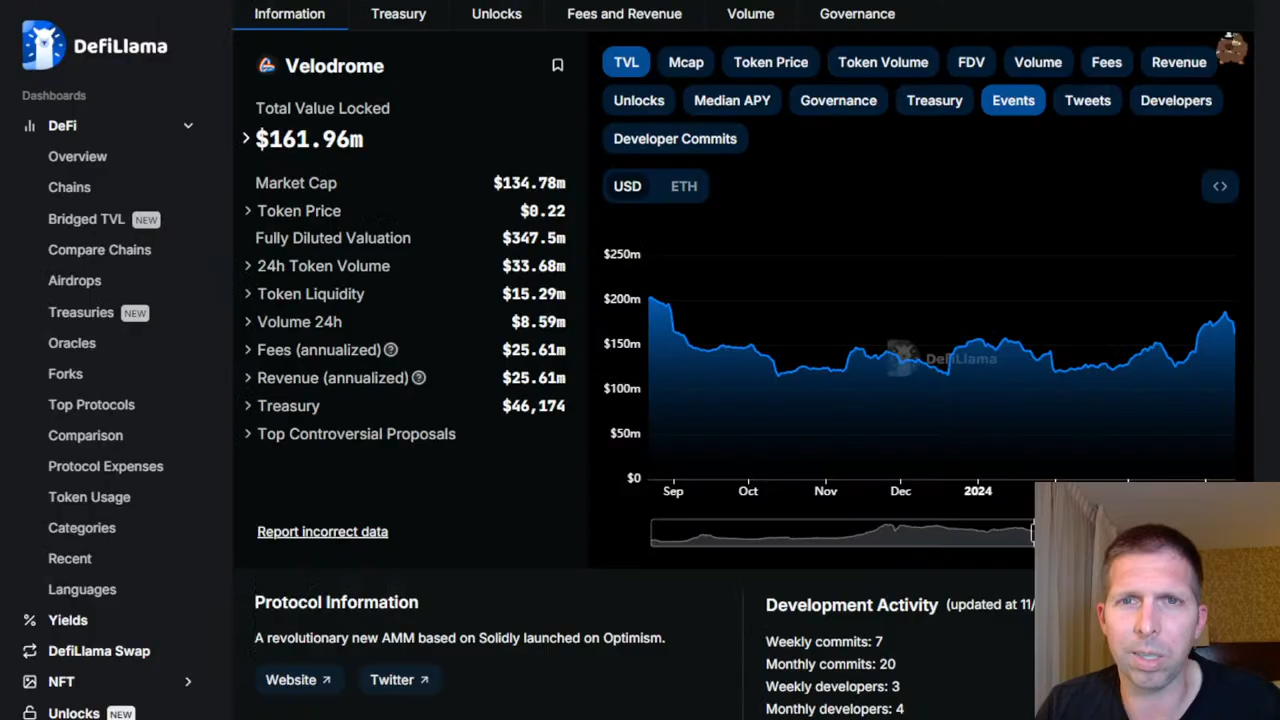 Information Treasury Unlocks Fees and Revenue Volume Governance
DefiLlama
Dashboards
DeFi
Overview
Chains
Bridged TVL NEW
Compare Chains
Airdrops
Treasuries NEW
Oracles
Forks
Top Protocols
Comparison
Protocol Expenses
Token Usage
Categories
Recent
Languages
Yields
DefiLlama Swap
NFT
Unlocks NEW
Velodrome
Total Value Locked
$161.96m
Market Cap $134.78m
Token Price $0.22
Fully Diluted Valuation $347.5m
24h Token Volume $33.68m
Token Liquidity $15.29m
Volume 24h $8.59m
Fees (annualized) $25.61m
Revenue (annualized) $25.61m
Treasury $46,174
Top Controversial Proposals
Report incorrect data
TVL Mcap Token Price Token Volume FDV Volume Fees Revenue
Unlocks Median APY Governance Treasury Events Tweets Developers
Developer Commits
USD ETH
$250m
$200m
$150m
$100m
$50m
$0
DefiLlama
Sep Oct Nov Dec 2024
Protocol Information
A revolutionary new AMM based on Solidly launched on Optimism.
Website Twitter
Development Activity (updated at 11/
Weekly commits: 7
Monthly commits: 20
Weekly developers: 3
Monthly developers: 4